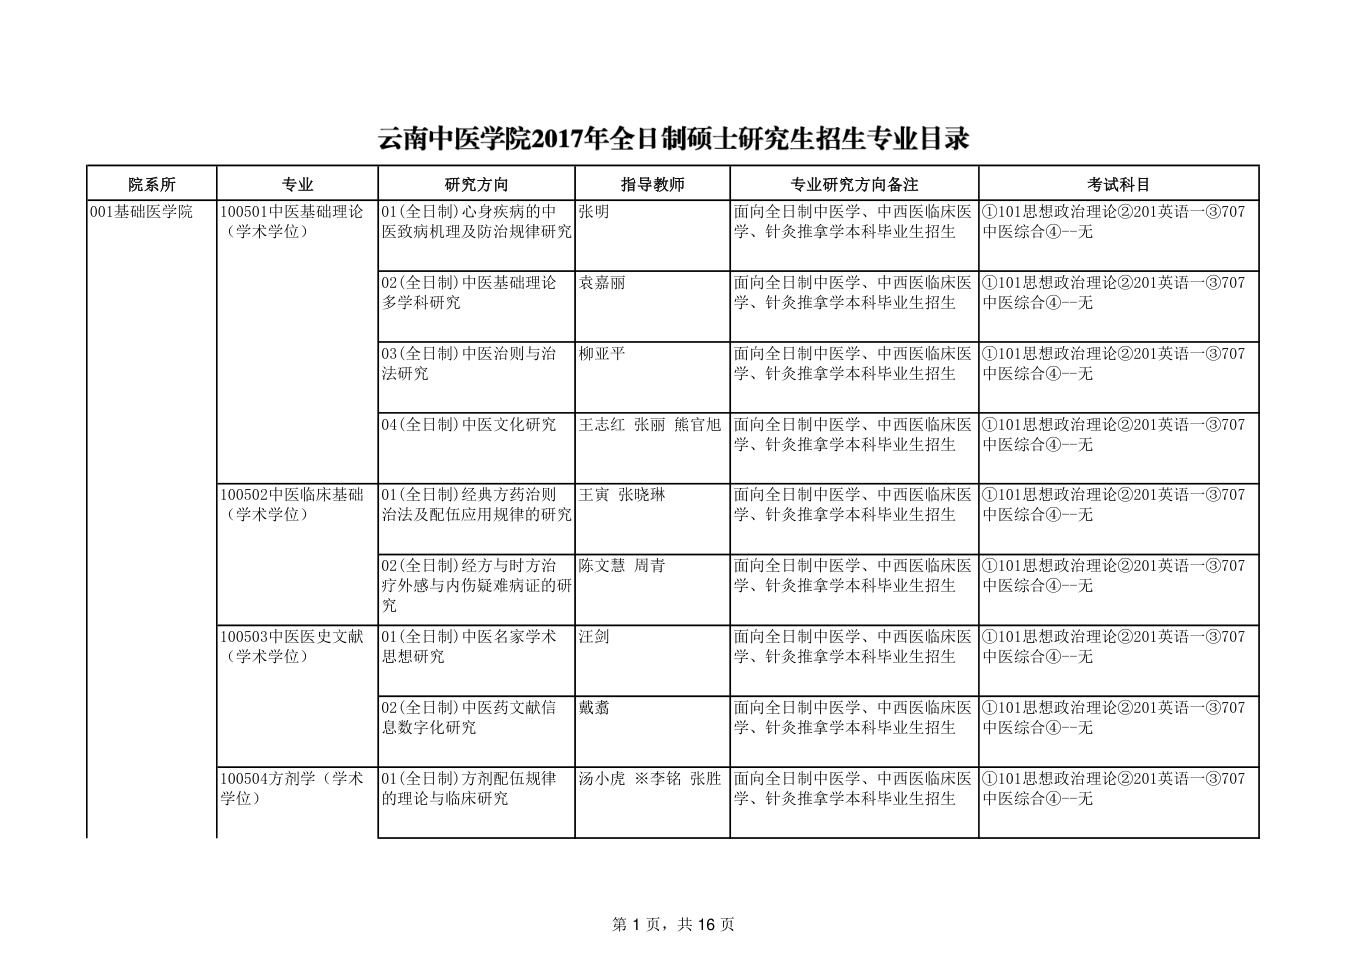 云南中医学院2017年全日制硕士研究生招生专业目录
院系所 专业 研究方向 指导教师 专业研究方向备注 考试科目
001基础医学院 100501中医基础理论 01(全日制)心身疾病的中 张明 面向全日制中医学、中西医临床医 ①101思想政治理论②201英语一③707
（学术学位） 医致病机理及防治规律研究 学、针灸推拿学本科毕业生招生 中医综合④--无
02(全日制)中医基础理论 袁嘉丽 面向全日制中医学、中西医临床医 ①101思想政治理论②201英语一③707
多学科研究 学、针灸推拿学本科毕业生招生 中医综合④--无
03(全日制)中医治则与治 柳亚平 面向全日制中医学、中西医临床医 ①101思想政治理论②201英语一③707
法研究 学、针灸推拿学本科毕业生招生 中医综合④--无
04(全日制)中医文化研究 王志红 张丽 熊官旭 面向全日制中医学、中西医临床医 ①101思想政治理论②201英语一③707
学、针灸推拿学本科毕业生招生 中医综合④--无
100502中医临床基础 01(全日制)经典方药治则 王寅 张晓琳 面向全日制中医学、中西医临床医 ①101思想政治理论②201英语一③707
（学术学位） 治法及配伍应用规律的研究 学、针灸推拿学本科毕业生招生 中医综合④--无
02(全日制)经方与时方治 陈文慧 周青 面向全日制中医学、中西医临床医 ①101思想政治理论②201英语一③707
疗外感与内伤疑难病证的研 学、针灸推拿学本科毕业生招生 中医综合④--无
究
100503中医医史文献 01(全日制)中医名家学术 汪剑 面向全日制中医学、中西医临床医 ①101思想政治理论②201英语一③707
（学术学位） 思想研究 学、针灸推拿学本科毕业生招生 中医综合④--无
02(全日制)中医药文献信 戴翥 面向全日制中医学、中西医临床医 ①101思想政治理论②201英语一③707
息数字化研究 学、针灸推拿学本科毕业生招生 中医综合④--无
100504方剂学（学术 01(全日制)方剂配伍规律 汤小虎 ※李铭 张胜 面向全日制中医学、中西医临床医 ①101思想政治理论②201英语一③707
学位） 的理论与临床研究 学、针灸推拿学本科毕业生招生 中医综合④--无
第 1 页，共 16 页